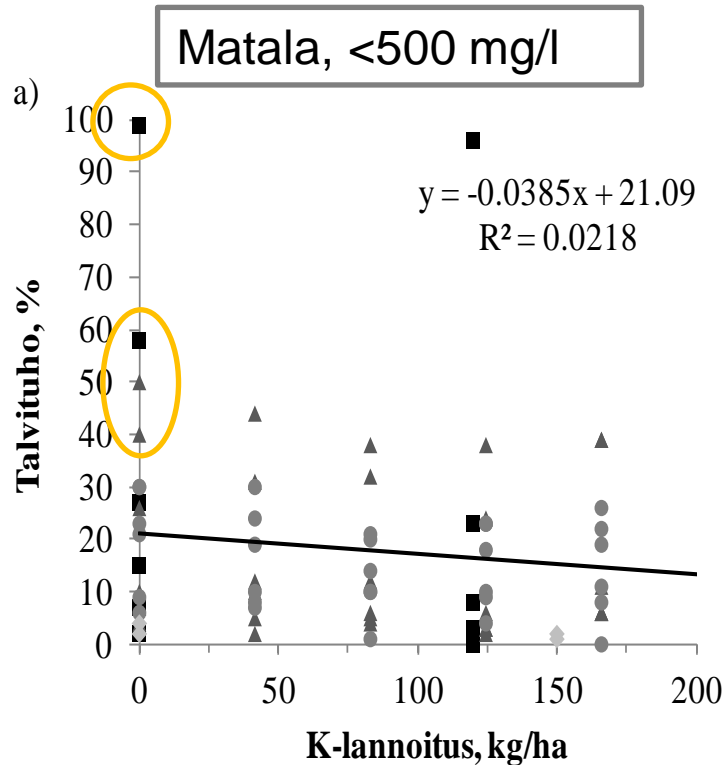 Matala, <500 mg/l
a)
100
90
80
70
60
50
40
30
20
10
0
Talvituho, %
y = -0.0385x + 21.09
R² = 0.0218
0 50 100 150 200
K-lannoitus, kg/ha